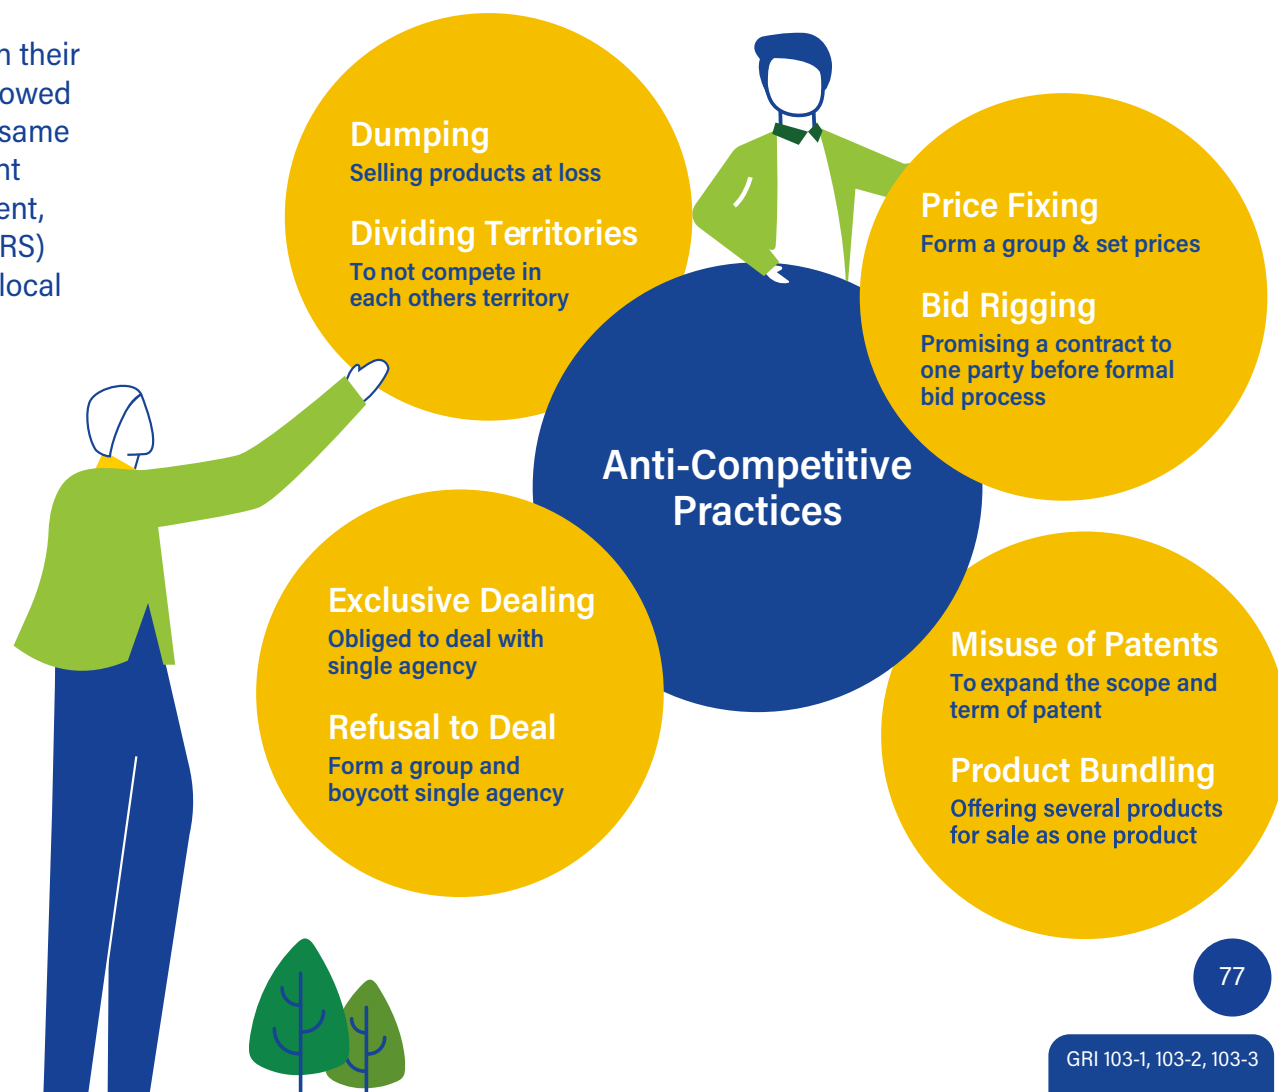 n their
owed
same
nt
ent,
RS)
local
Dumping
Selling products at loss
Dividing Territories
To not compete in
each others territory
Price Fixing
Form a group & set prices
Bid Rigging
Promising a contract to
one party before formal
bid process
Anti-Competitive
Practices
Exclusive Dealing
Obliged to deal with
single agency
Refusal to Deal
Form a group and
boycott single agency
Misuse of Patents
To expand the scope and
term of patent
Product Bundling
Offering several products
for sale as one product
77
GRI 103-1, 103-2, 103-3